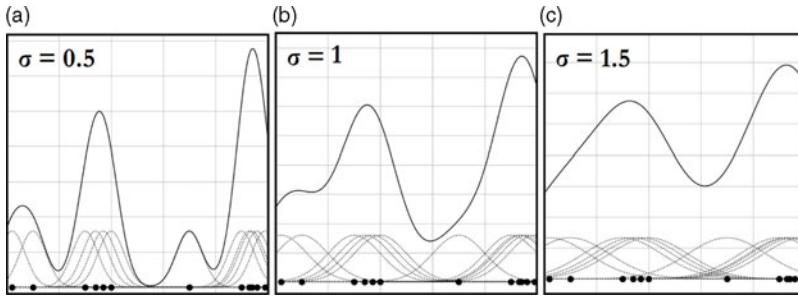 (a)
(b)
(c)
σ = 0.5
σ = 1
σ = 1.5